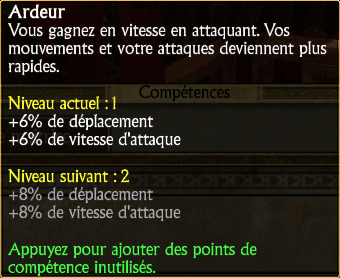 Ardeur
Vous gagnez en vitesse en attaquant. Vos
mouvements et votre attaques deviennent plus
rapides.
Compétences
Niveau actuel : 1
+6% de déplacement
+6% de vitesse d'attaque
Niveau suivant : 2
+8% de déplacement
+8% de vitesse d'attaque
Appuyez pour ajouter des points de
compétence inutilisés.